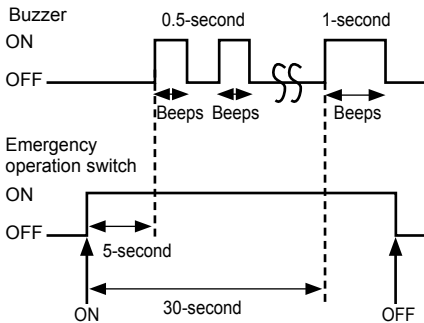 Buzzer
0.5-second 1-second
ON
OFF
Beeps Beeps Beeps
Emergency
operation switch
ON
OFF
5-second
30-second
ON OFF